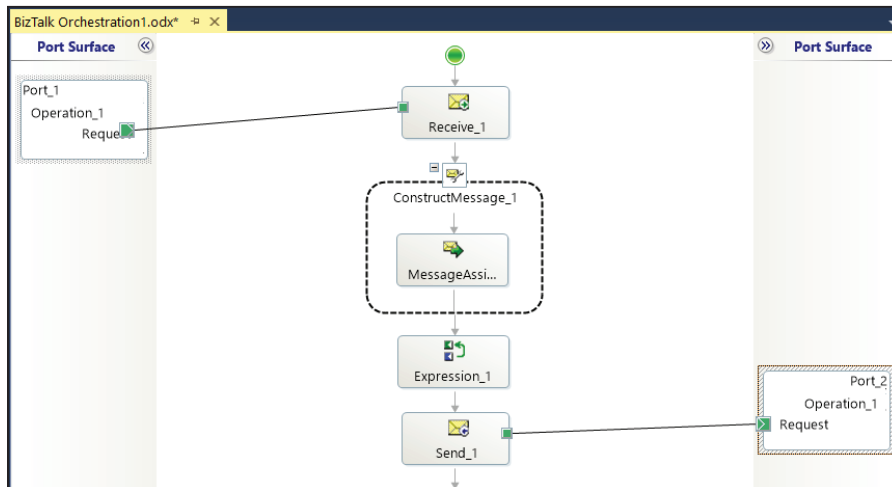 BizTalk Orchestration1.odx*
Port Surface
Port Surface
Port_1
Operation_1
Request
Receive_1
ConstructMessage_1
MessageAssi...
Expression_1
Port_2
Operation_1
Request
Send_1